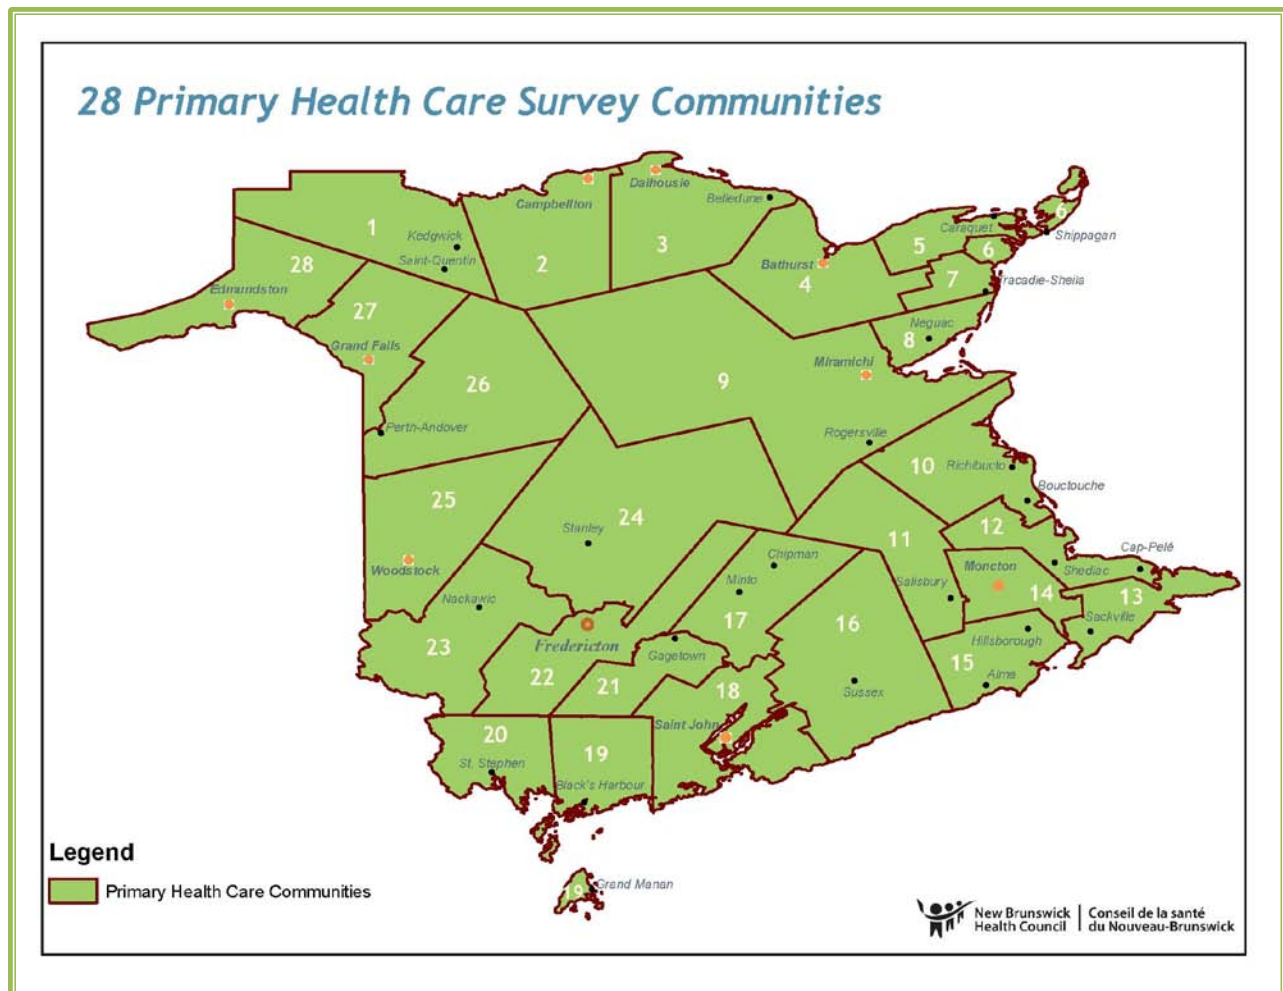 28 Primary Health Care Survey Communities
Dalhousie
Campbellton
Belledune
6
Caraquet
Shippagan
1
Kedgwick
3
5
6
Saint-Quentin
28
2
Bathurst
4
7
Tracadie-Sheila
Edmundston
27
Neguac
8
Grand Falls
Miramichi
26
9
Perth-Andover
Rogersville
10
Richibucto
Bouctouche
25
24
Stanley
11
12
Cap-Pelé
Chipman
Woodstock
Minto
Salisbury
Moncton
Shediac
14
13
Nackawic
17
16
Sackville
23
Fredericton
Hillsborough
Gagetown
15
22
21
18
Alma
Sussex
Saint John
20
19
St. Stephen
Black's Harbour
19
Grand Manan
Legend
Primary Health Care Communities
New Brunswick
Health Council
Conseil de la santé
du Nouveau-Brunswick